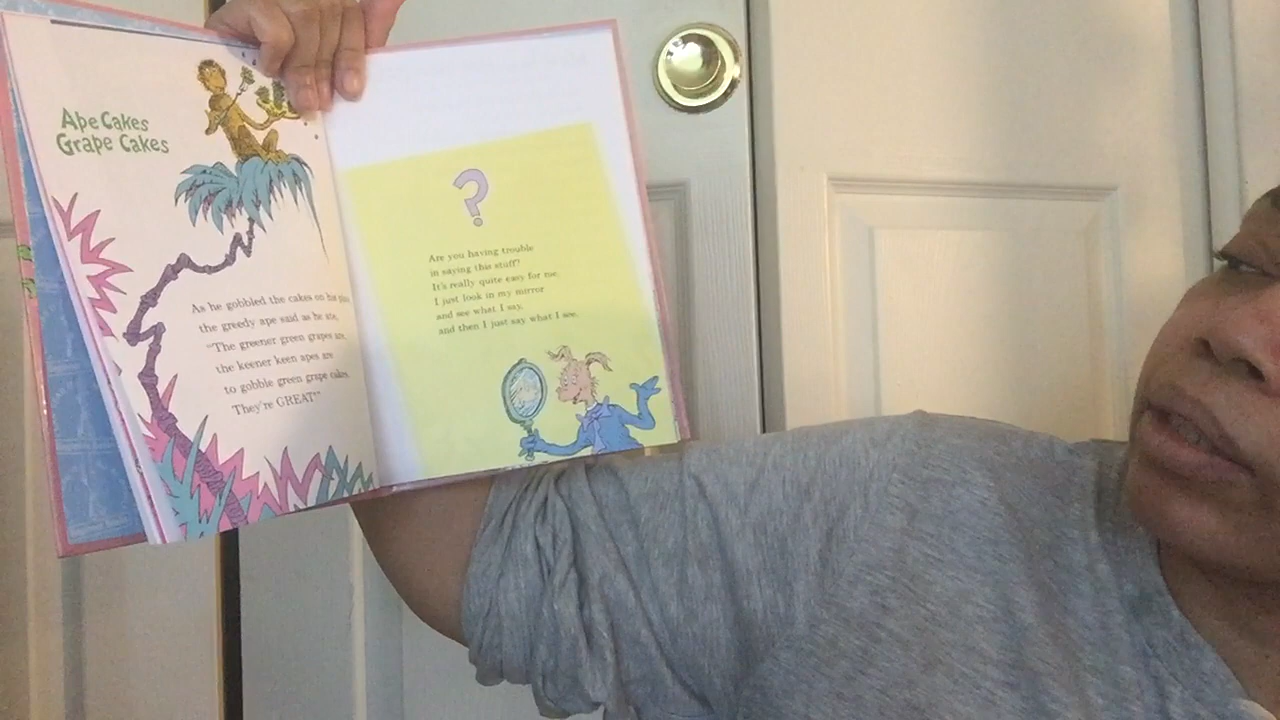 Ape Cakes
Grape Cakes
As he gobbled the cakes on his plate,
the greedy ape said as he ate,
"The greener green grapes are,
the keener keen apes are
to gobble green grape cakes.
They're GREAT!"
?
Are you having trouble
in saying this stuff?
It's really quite easy for me.
I just look in my mirror
and see what I say,
and then I just say what I see.